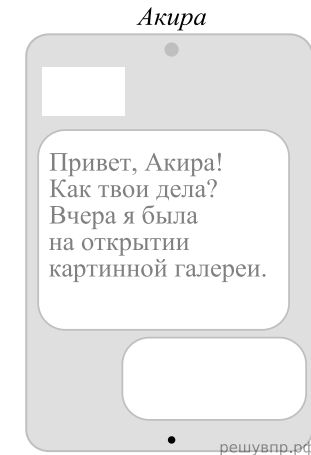 Акира
Привет, Акира!
Как твои дела?
Вчера я была
на открытии
картинной галереи.
решувпр.рф